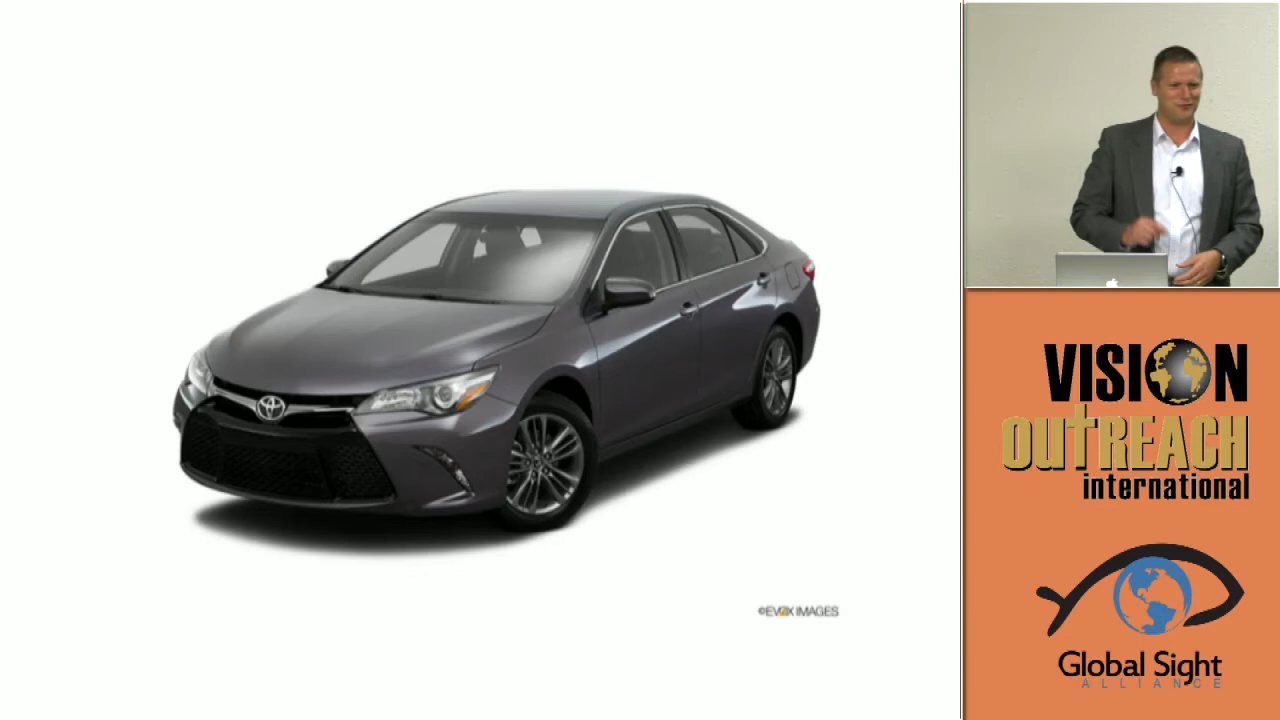 ©EVOX IMAGES
VISION
OUTREACH
international
Global Sight
ALLIANCE